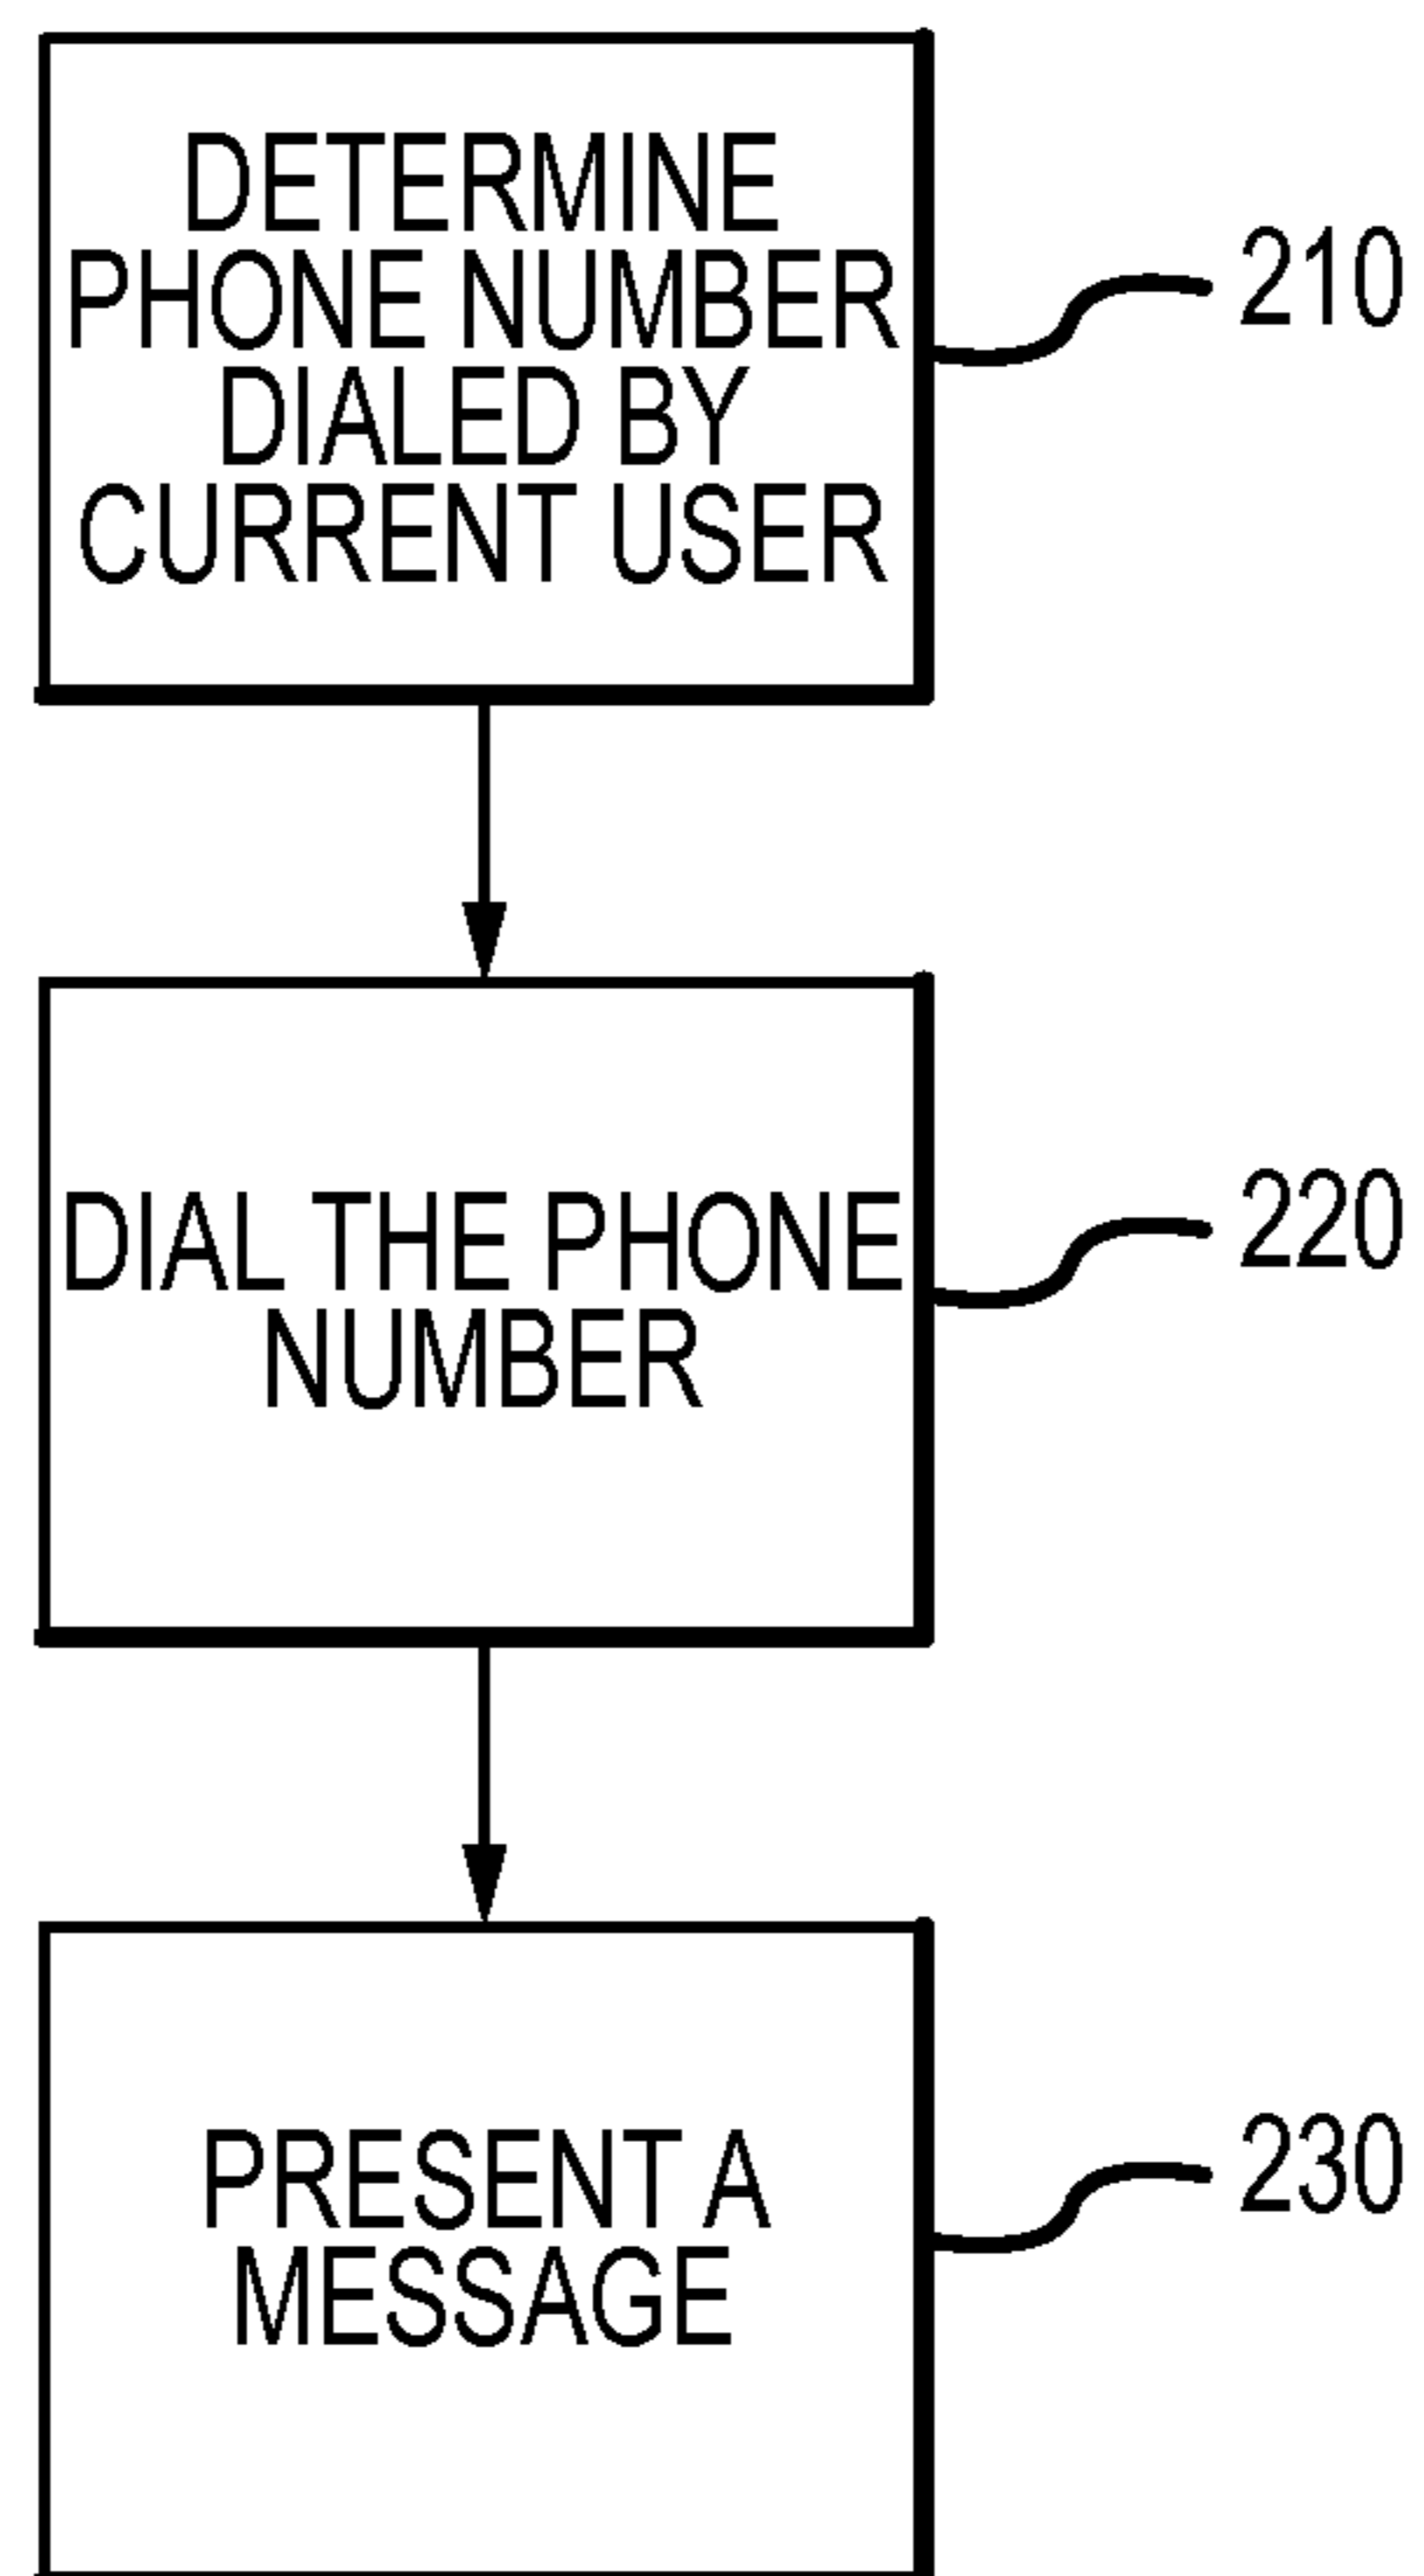 DETERMINE
PHONE NUMBER
DIALED BY
CURRENT USER
210
DIAL THE PHONE
NUMBER
220
PRESENT A
MESSAGE
230